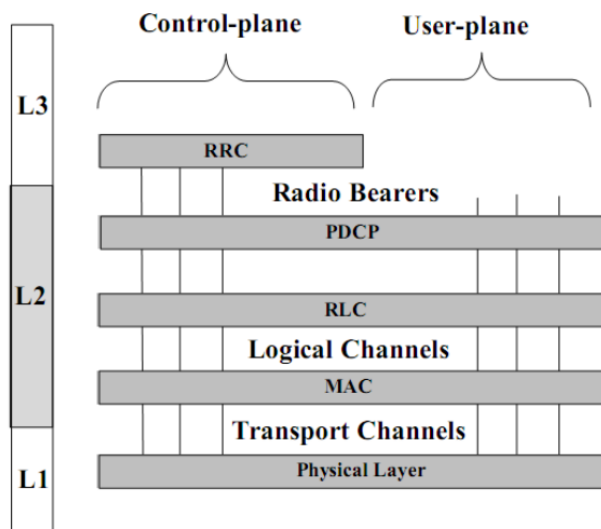 Control-plane
User-plane
L3
RRC
Radio Bearers
PDCP
L2
RLC
Logical Channels
MAC
Transport Channels
L1
Physical Layer